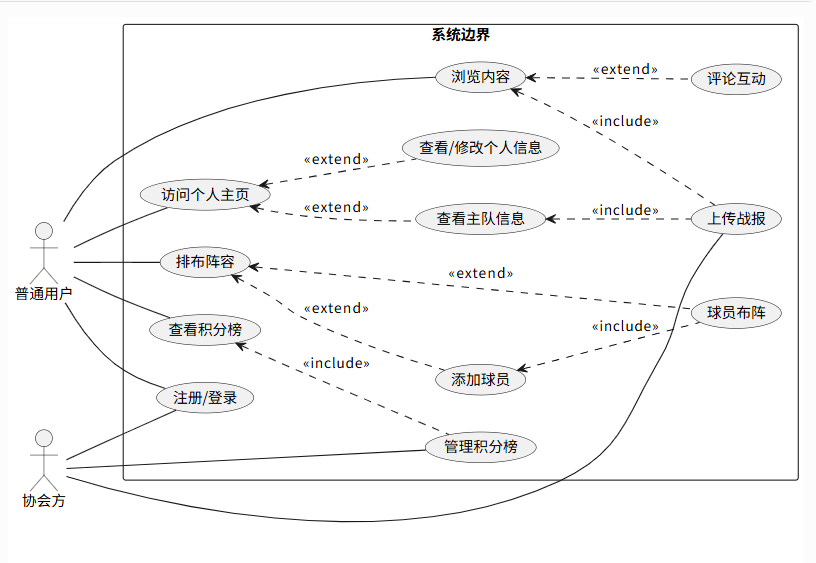 系统边界
浏览内容
«extend»
评论互动
«include»
查看/修改个人信息
«extend»
访问个人主页
«extend»
查看主队信息
«include»
上传战报
普通用户
排布阵容
«extend»
«extend»
球员布阵
查看积分榜
«include»
«include»
添加球员
注册/登录
管理积分榜
协会方